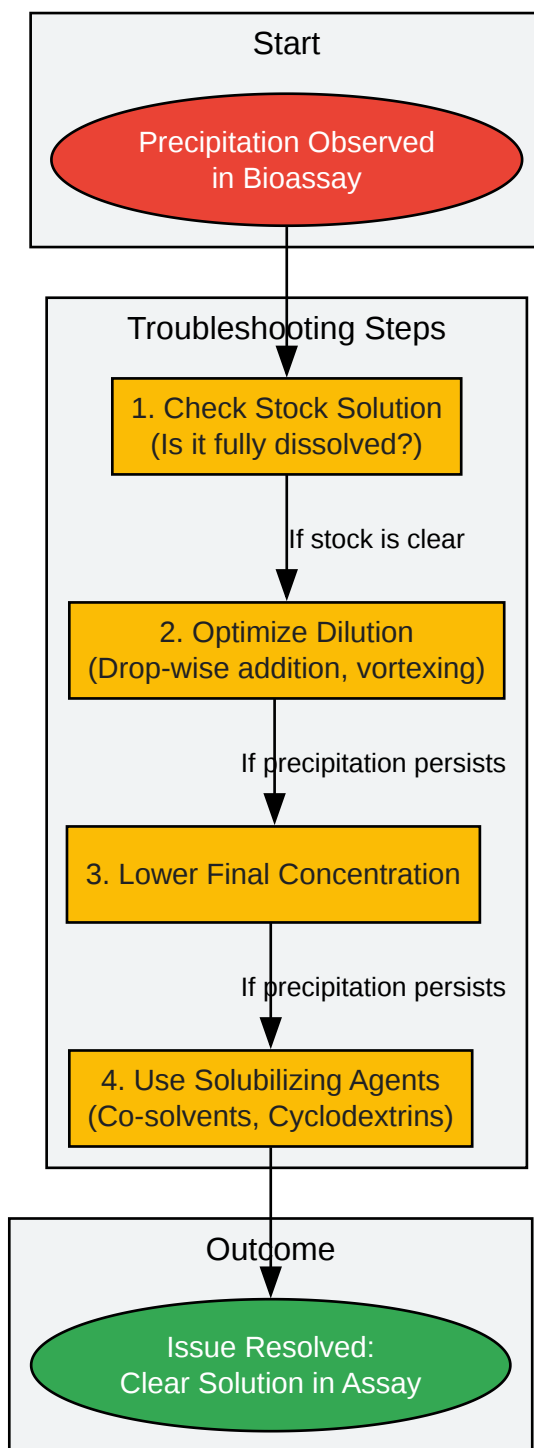 Start
Precipitation Observed
in Bioassay
Troubleshooting Steps
1. Check Stock Solution
(Is it fully dissolved?)
If stock is clear
2. Optimize Dilution
(Drop-wise addition, vortexing)
If precipitation persists
3. Lower Final Concentration
If precipitation persists
4. Use Solubilizing Agents
(Co-solvents, Cyclodextrins)
Outcome
Issue Resolved:
Clear Solution in Assay